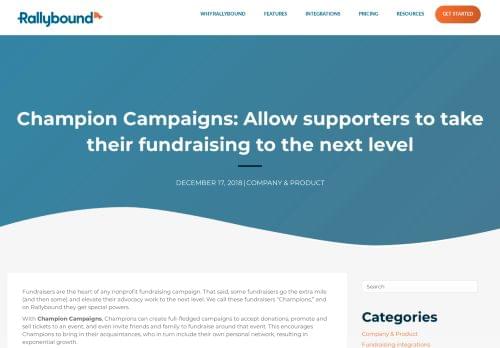 Rallybound
WHY RALLYBOUND FEATURES INTEGRATIONS PRICING RESOURCES GET STARTED
Champion Campaigns: Allow supporters to take
their fundraising to the next level
DECEMBER 17, 2018 | COMPANY & PRODUCT
Fundraisers are the heart of any nonprofit fundraising campaign. That said, some fundraisers go the extra mile
(and then some) and elevate their advocacy work to the next level. We call these fundraisers "Champions," and
on Rallybound they get special powers.
With Champion Campaigns, Champions can create full-fledged campaigns to accept donations, promote and
sell tickets to an event, and even invite friends and family to fundraise around that event. This encourages
Champions to bring in their acquaintances, who in turn include their own personal network, resulting in
exponential growth.
Search
Categories
Company & Product
Fundraising integrations